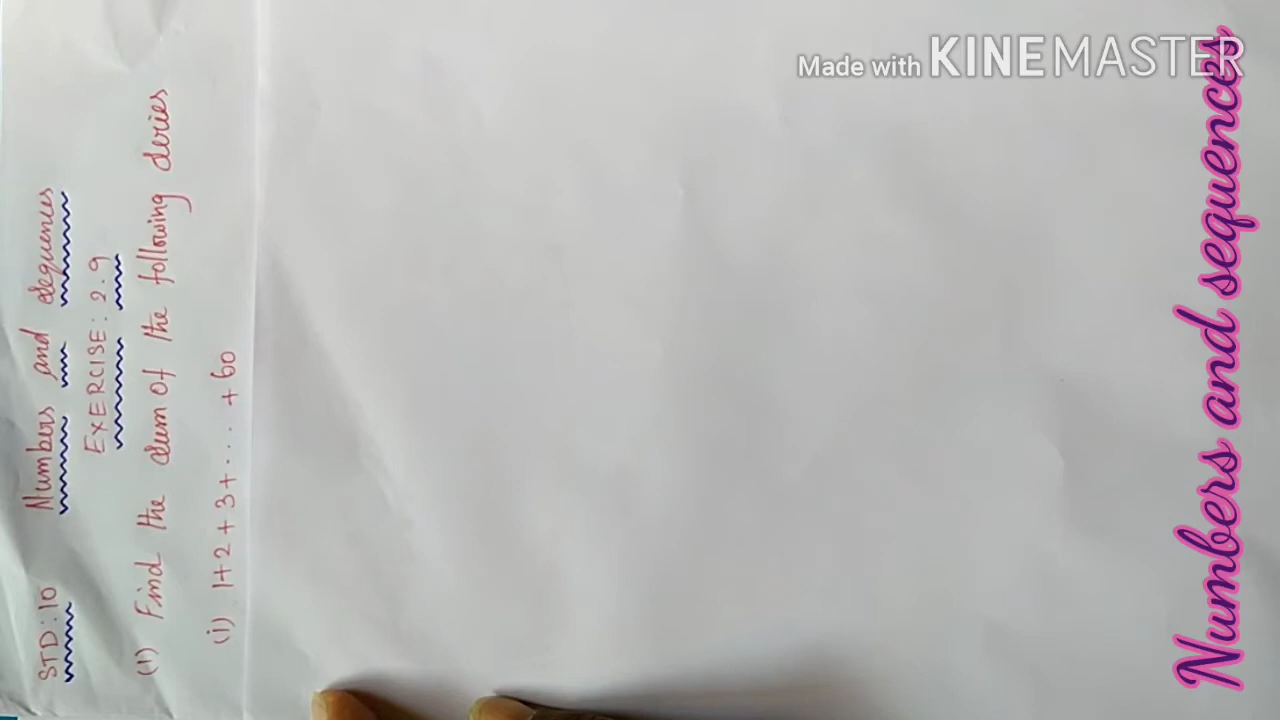 STD: 10 Numbers and sequences
EXERCISE: 2.9
(1) Find the sum of the following series
(i) 1+2+3+....+60
Made with KINEMASTER
Numbers and sequences